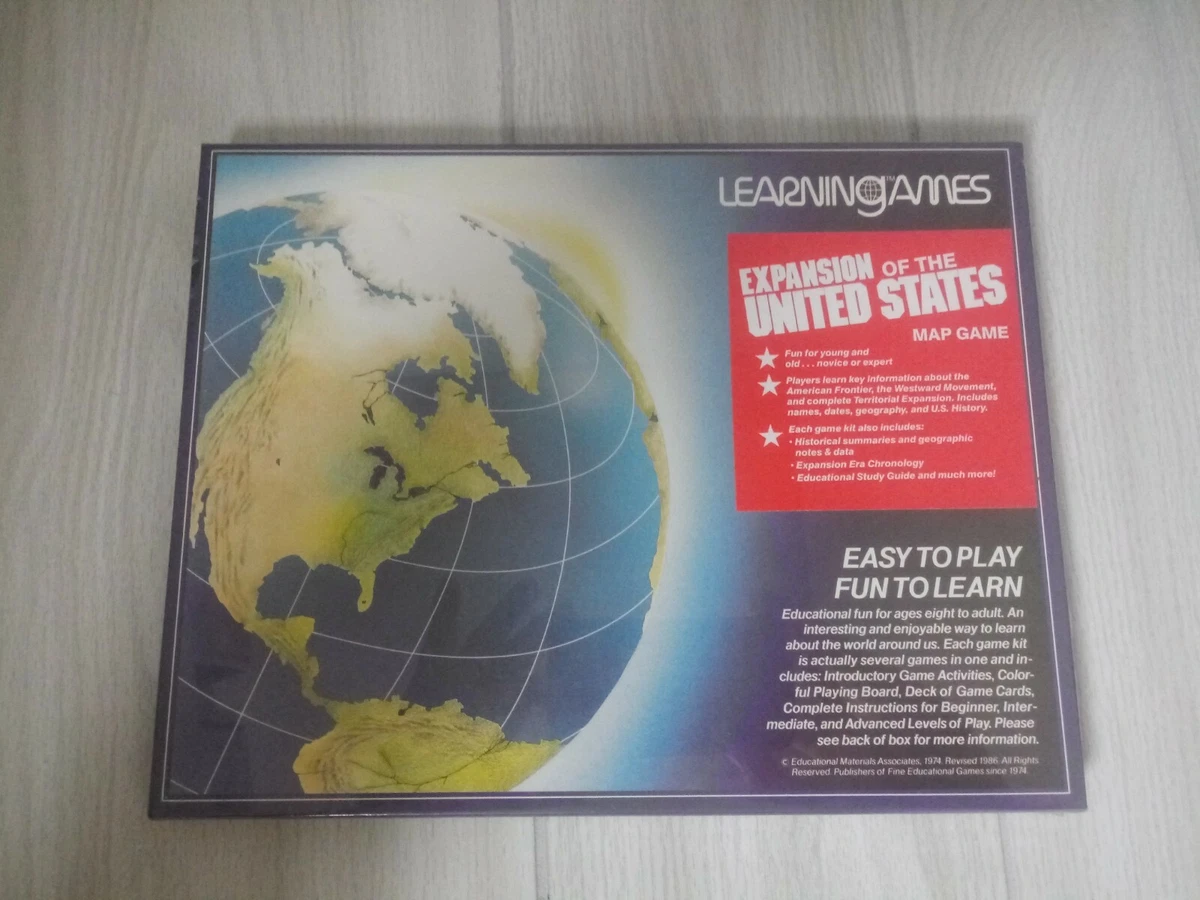 LEARNINgAMES™
EXPANSION OF THE
UNITED STATES
MAP GAME
★ Fun for young and
old . . . novice or expert
★ Players learn key information about the
American Frontier, the Westward Movement,
and complete Territorial Expansion. Includes
names, dates, geography, and U.S. History.
★ Each game kit also includes:
• Historical summaries and geographic
notes & data
• Expansion Era Chronology
• Educational Study Guide and much more!
EASY TO PLAY
FUN TO LEARN
Educational fun for ages eight to adult. An
interesting and enjoyable way to learn
about the world around us. Each game kit
is actually several games in one and in-
cludes: Introductory Game Activities, Color-
ful Playing Board, Deck of Game Cards,
Complete Instructions for Beginner, Inter-
mediate, and Advanced Levels of Play. Please
see back of box for more information.
© Educational Materials Associates, 1974. Revised 1986. All Rights
Reserved. Publishers of Fine Educational Games since 1974.